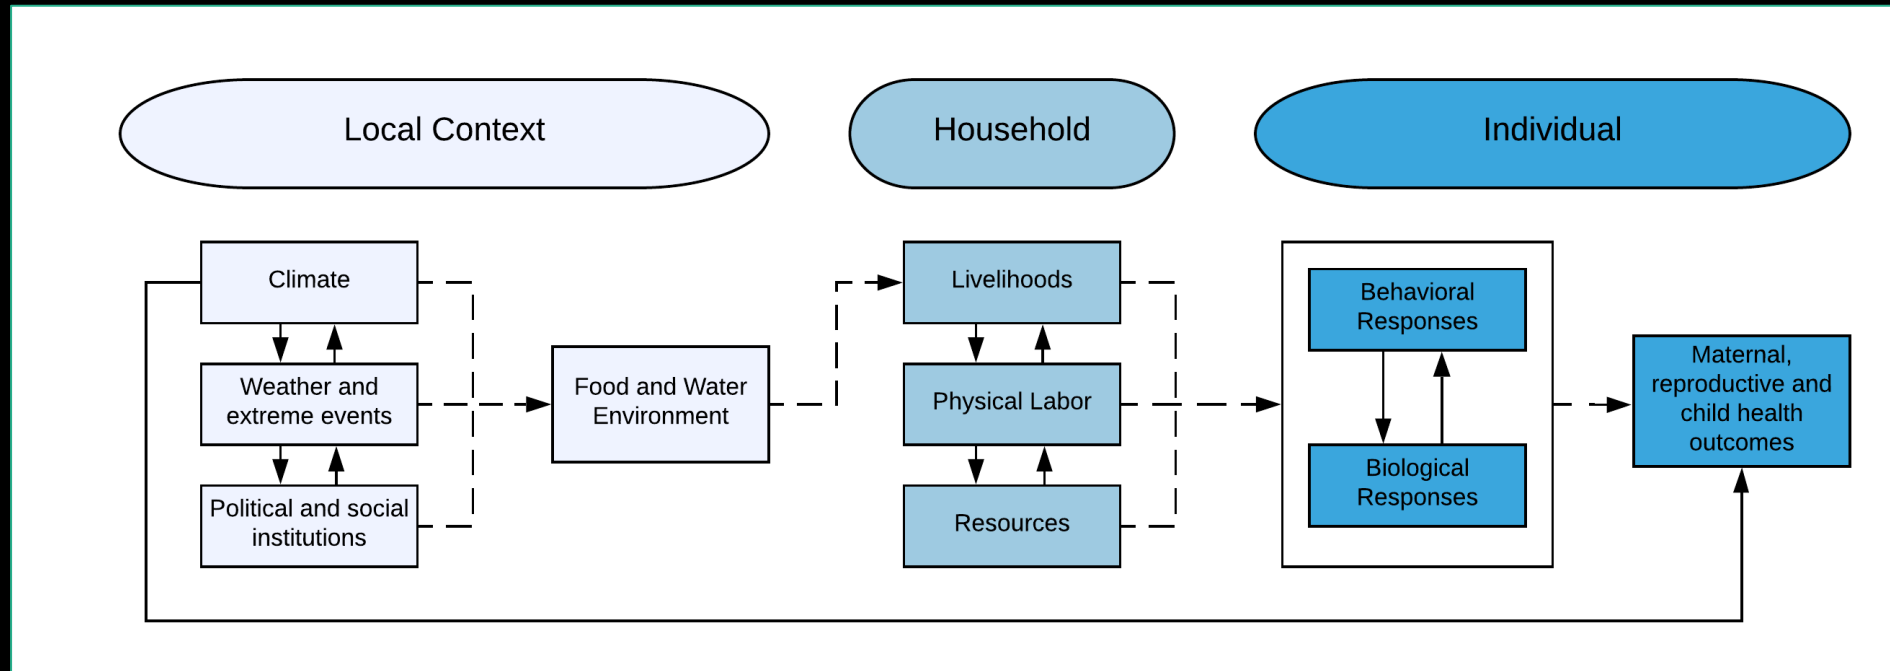 Local Context
Household
Individual
Climate
Weather and
extreme events
Political and social
institutions
Food and Water
Environment
Livelihoods
Physical Labor
Resources
Behavioral
Responses
Biological
Responses
Maternal,
reproductive and
child health
outcomes